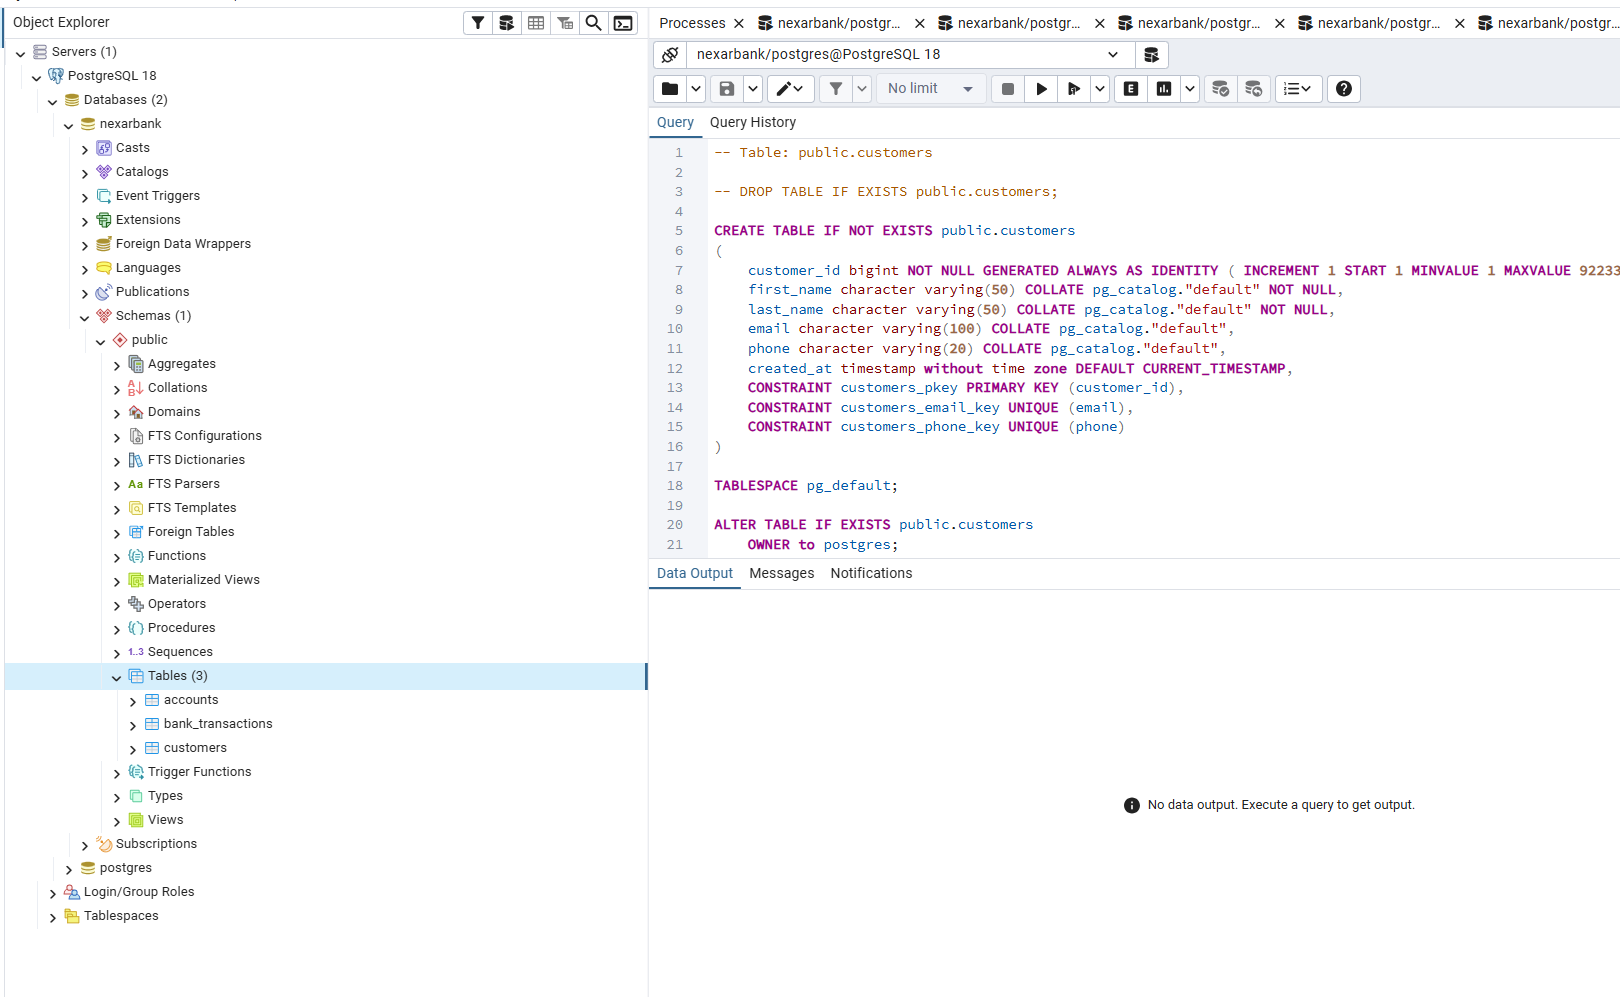 Object Explorer
Servers (1)
PostgreSQL 18
Databases (2)
nexarbank
Casts
Catalogs
Event Triggers
Extensions
Foreign Data Wrappers
Languages
Publications
Schemas (1)
public
Aggregates
Collations
Domains
FTS Configurations
FTS Dictionaries
Aa FTS Parsers
FTS Templates
Foreign Tables
Functions
Materialized Views
Operators
Procedures
1..3 Sequences
Tables (3)
accounts
bank_transactions
customers
Trigger Functions
Types
Views
Subscriptions
postgres
Login/Group Roles
Tablespaces
Processes nexarbank/postgr... nexarbank/postgr... nexarbank/postgr... nexarbank/postgr... nexarbank/postgr...
nexarbank/postgres@PostgreSQL 18
No limit E
Query Query History
1 -- Table: public.customers
2
3 -- DROP TABLE IF EXISTS public.customers;
4
5 CREATE TABLE IF NOT EXISTS public.customers
6 (
7 customer_id bigint NOT NULL GENERATED ALWAYS AS IDENTITY ( INCREMENT 1 START 1 MINVALUE 1 MAXVALUE 92233
8 first_name character varying(50) COLLATE pg_catalog."default" NOT NULL,
9 last_name character varying(50) COLLATE pg_catalog."default" NOT NULL,
10 email character varying(100) COLLATE pg_catalog."default",
11 phone character varying(20) COLLATE pg_catalog."default",
12 created_at timestamp without time zone DEFAULT CURRENT_TIMESTAMP,
13 CONSTRAINT customers_pkey PRIMARY KEY (customer_id),
14 CONSTRAINT customers_email_key UNIQUE (email),
15 CONSTRAINT customers_phone_key UNIQUE (phone)
16 )
17
18 TABLESPACE pg_default;
19
20 ALTER TABLE IF EXISTS public.customers
21 OWNER to postgres;
Data Output Messages Notifications
No data output. Execute a query to get output.